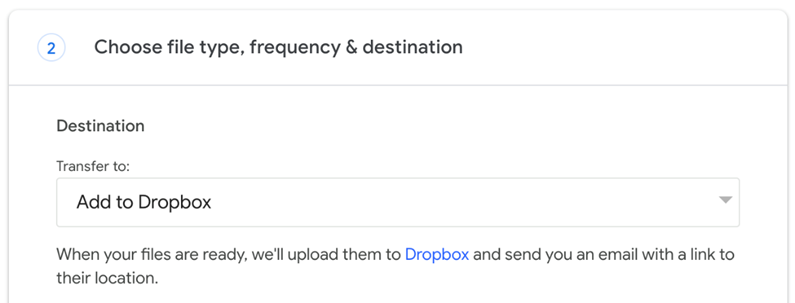 2
Choose file type, frequency & destination
Destination
Transfer to:
Add to Dropbox
When your files are ready, we'll upload them to Dropbox and send you an email with a link to
their location.